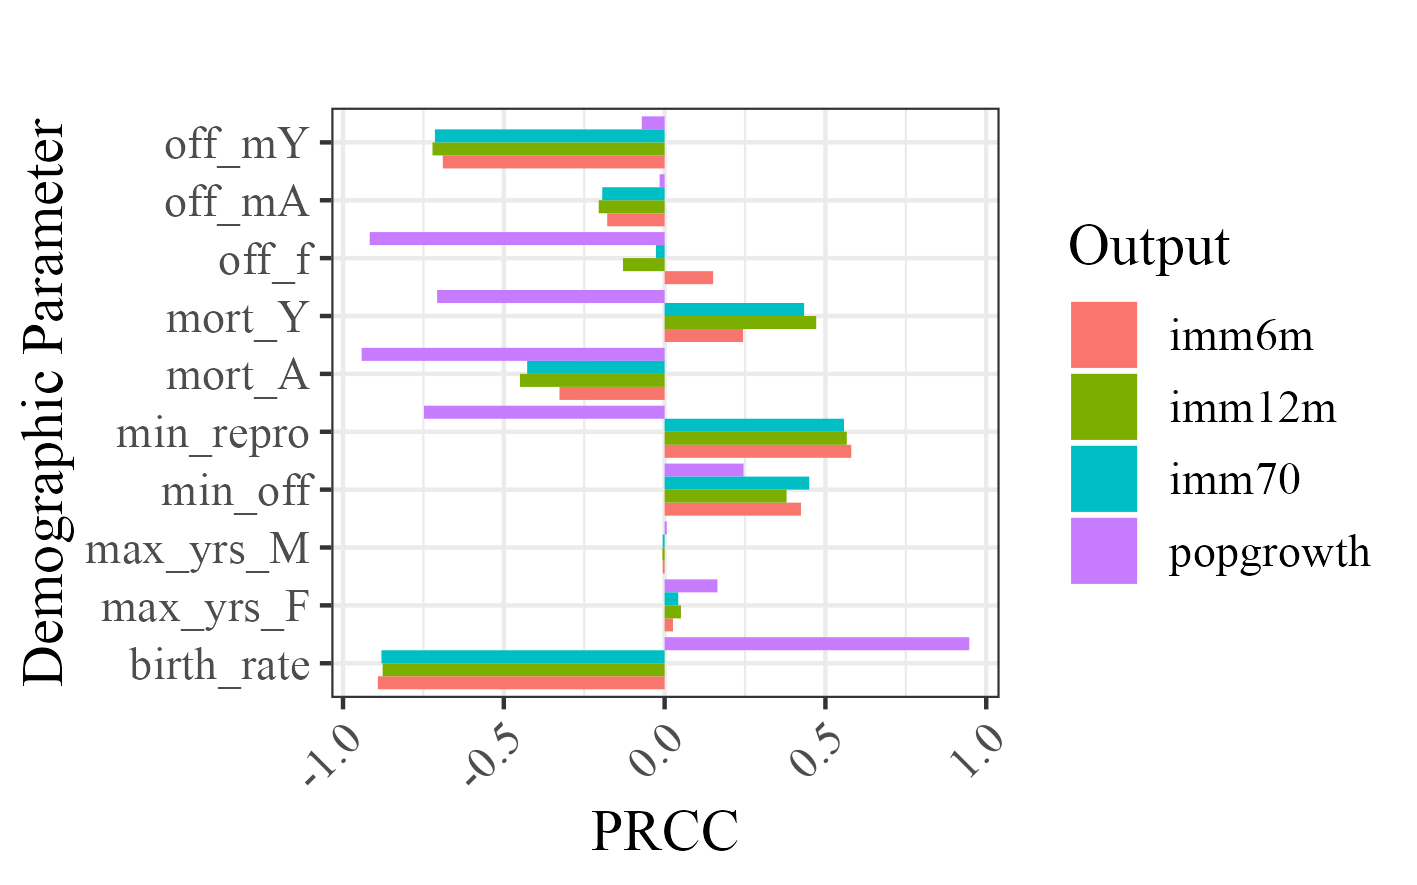 Demographic Parameter
off_mY
off_mA
off_f
mort_Y
mort_A
min_repro
min_off
max_yrs_M
max_yrs_F
birth_rate
-1.0
-0.5
0.0
0.5
1.0
PRCC
Output
imm6m
imm12m
imm70
popgrowth